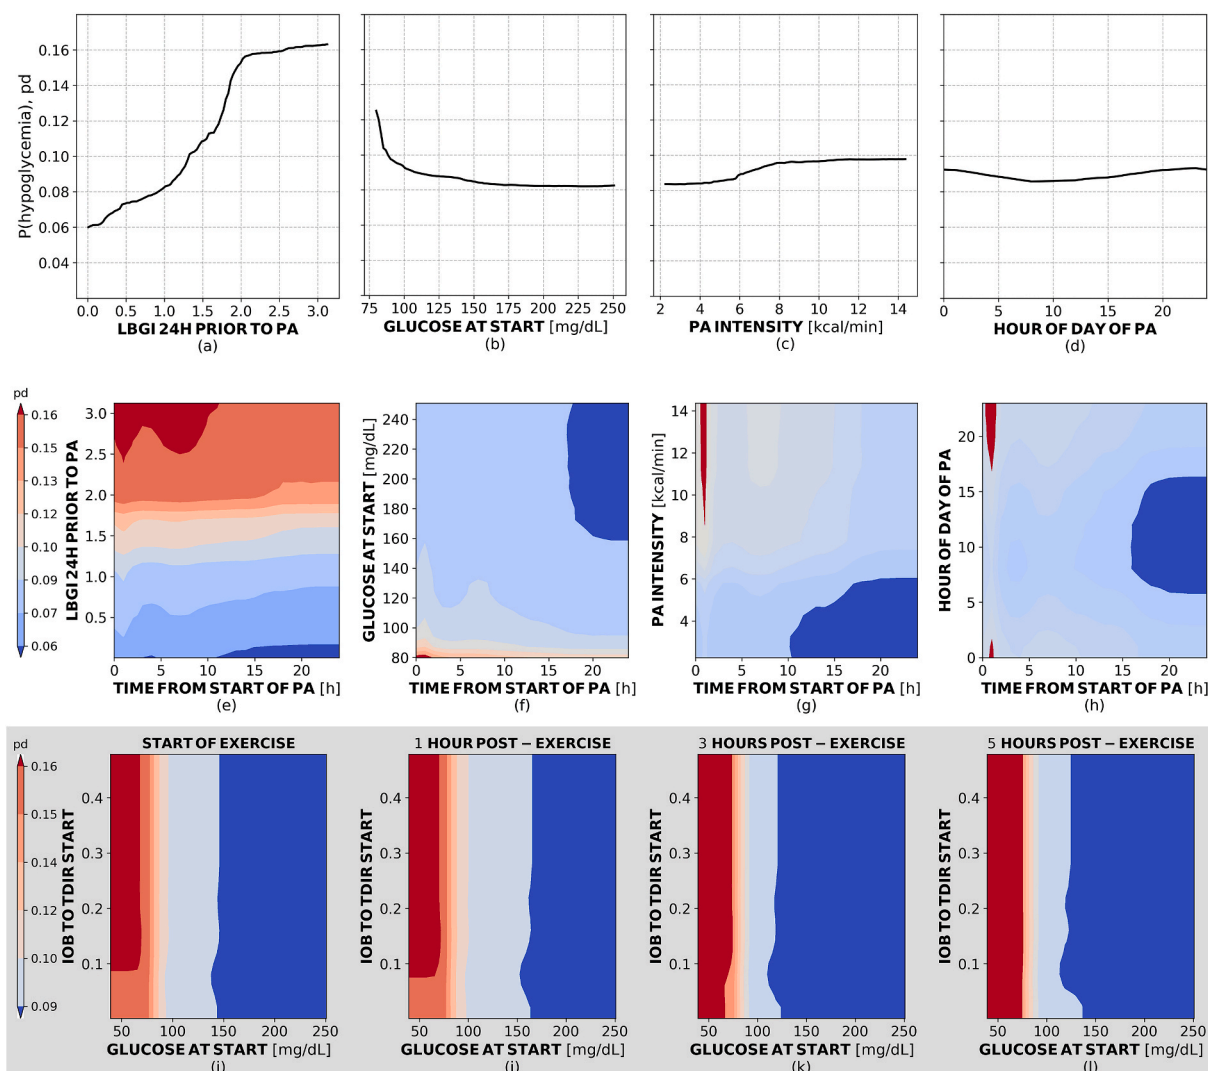 P(hypoglycemia), pd
0.16
0.14
0.12
0.10
0.08
0.06
0.04
0.0 0.5 1.0 1.5 2.0 2.5 3.0
LBGI 24H PRIOR TO PA
(a)
75 100 125 150 175 200 225 250
GLUCOSE AT START [mg/dL]
(b)
2 4 6 8 10 12 14
PA INTENSITY [kcal/min]
(c)
0 5 10 15 20
HOUR OF DAY OF PA
(d)
pd
0.16
0.15
0.13
0.12
0.10
0.09
0.07
0.06
LBGI 24H PRIOR TO PA
3.0
2.5
2.0
1.5
1.0
0.5
0 5 10 15 20
TIME FROM START OF PA [h]
(e)
GLUCOSE AT START [mg/dL]
240
220
200
180
160
140
120
100
80
0 5 10 15 20
TIME FROM START OF PA [h]
(f)
PA INTENSITY [kcal/min]
14
12
10
8
6
4
0 5 10 15 20
TIME FROM START OF PA [h]
(g)
HOUR OF DAY OF PA
20
15
10
5
0
0 5 10 15 20
TIME FROM START OF PA [h]
(h)
pd
0.16
0.15
0.14
0.12
0.10
0.09
START OF EXERCISE
IOB TO TDIR START
0.4
0.3
0.2
0.1
50 100 150 200 250
GLUCOSE AT START [mg/dL]
(i)
1 HOUR POST – EXERCISE
IOB TO TDIR START
0.4
0.3
0.2
0.1
50 100 150 200 250
GLUCOSE AT START [mg/dL]
(j)
3 HOURS POST – EXERCISE
IOB TO TDIR START
0.4
0.3
0.2
0.1
50 100 150 200 250
GLUCOSE AT START [mg/dL]
(k)
5 HOURS POST – EXERCISE
IOB TO TDIR START
0.4
0.3
0.2
0.1
50 100 150 200 250
GLUCOSE AT START [mg/dL]
(l)